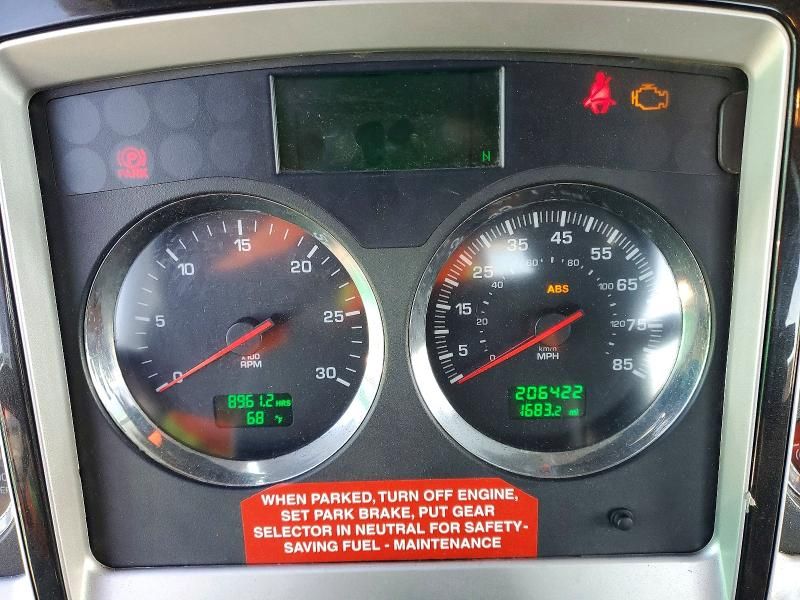 P
PARK
N
0
5
10
15
20
25
30
x100
RPM
8961.2 HRS
68 °F
5
15
25
35
45
55
65
75
85
0
20
40
60
80
100
120
ABS
km/h
MPH
206422
1683.2 mi
WHEN PARKED, TURN OFF ENGINE,
SET PARK BRAKE, PUT GEAR
SELECTOR IN NEUTRAL FOR SAFETY-
SAVING FUEL - MAINTENANCE